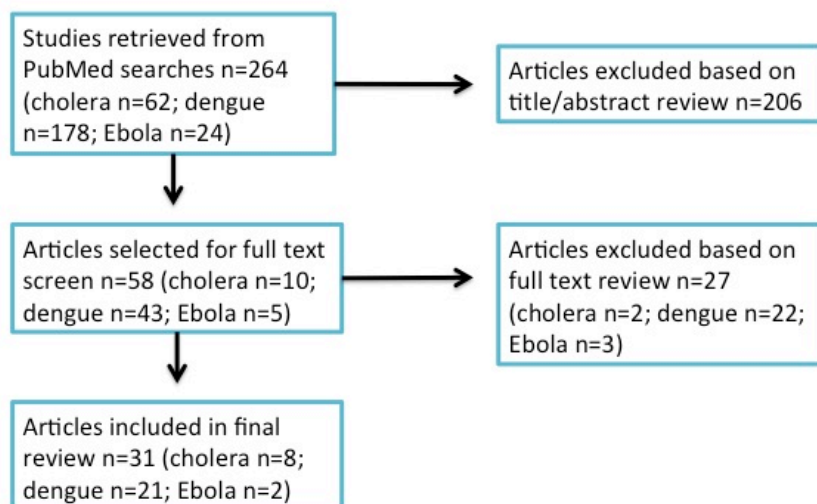 Studies retrieved from
PubMed searches n=264
(cholera n=62; dengue
n=178; Ebola n=24)
Articles excluded based on
title/abstract review n=206
Articles selected for full text
screen n=58 (cholera n=10;
dengue n=43; Ebola n=5)
Articles excluded based on
full text review n=27
(cholera n=2; dengue n=22;
Ebola n=3)
Articles included in final
review n=31 (cholera n=8;
dengue n=21; Ebola n=2)